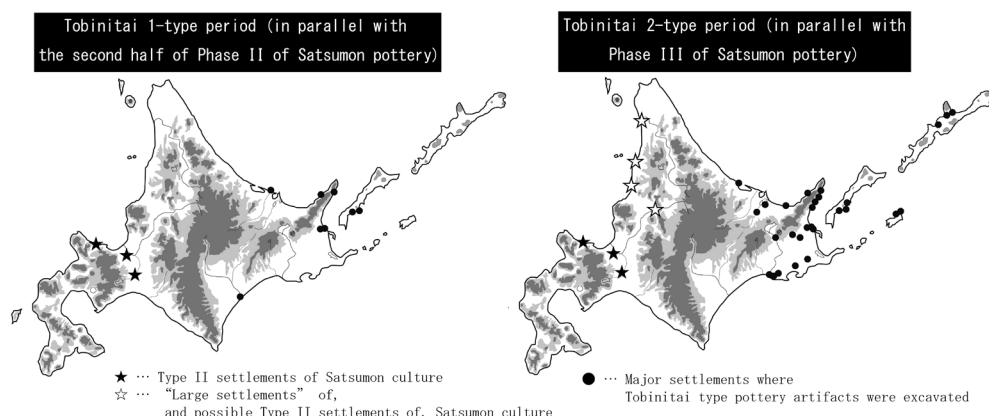 Tobinitai 1-type period (in parallel with
the second half of Phase II of Satsumon pottery)
Tobinitai 2-type period (in parallel with
Phase III of Satsumon pottery)
★ … Type II settlements of Satsumon culture
☆ … “Large settlements” of,
and possible Type II settlements of, Satsumon culture
● … Major settlements where
Tobinitai type pottery artifacts were excavated